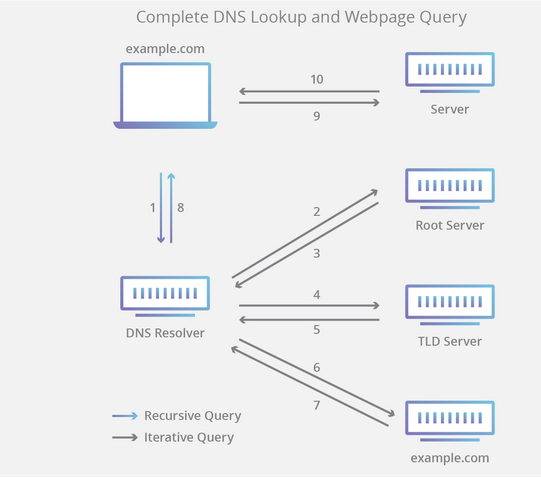 Complete DNS Lookup and Webpage Query
example.com
10
9
Server
1
8
2
3
Root Server
DNS Resolver
4
5
TLD Server
6
7
Recursive Query
Iterative Query
example.com